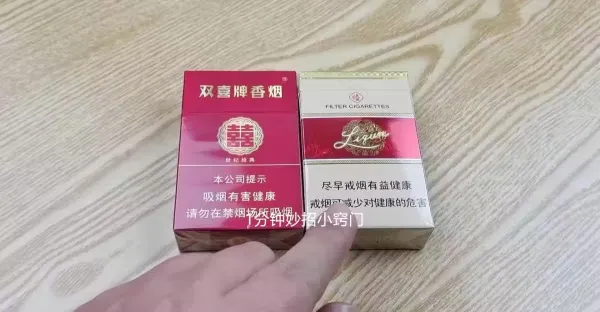 双喜牌香烟
囍
世纪经典
本公司提示
吸烟有害健康
请勿在禁烟场所吸烟
FILTER CIGARETTES
Liqun
尽早戒烟有益健康
戒烟可减少对健康的危害
1分钟妙招小窍门